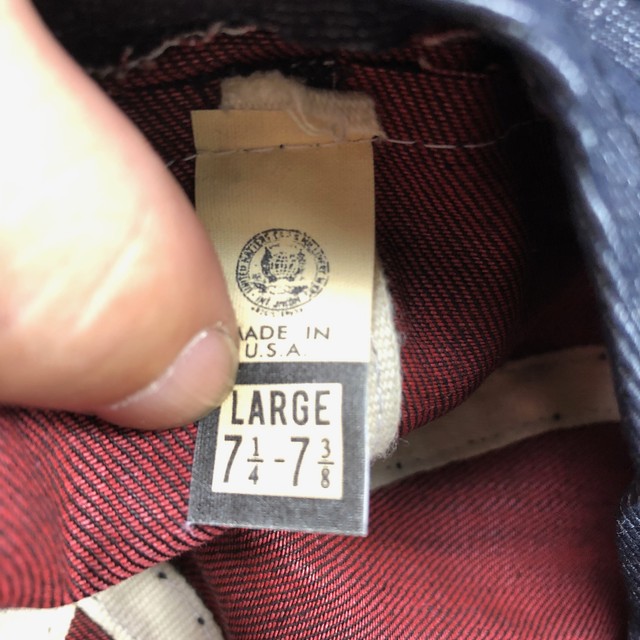 MADE IN
U.S.A.
LARGE
7 1/4 - 7 3/8